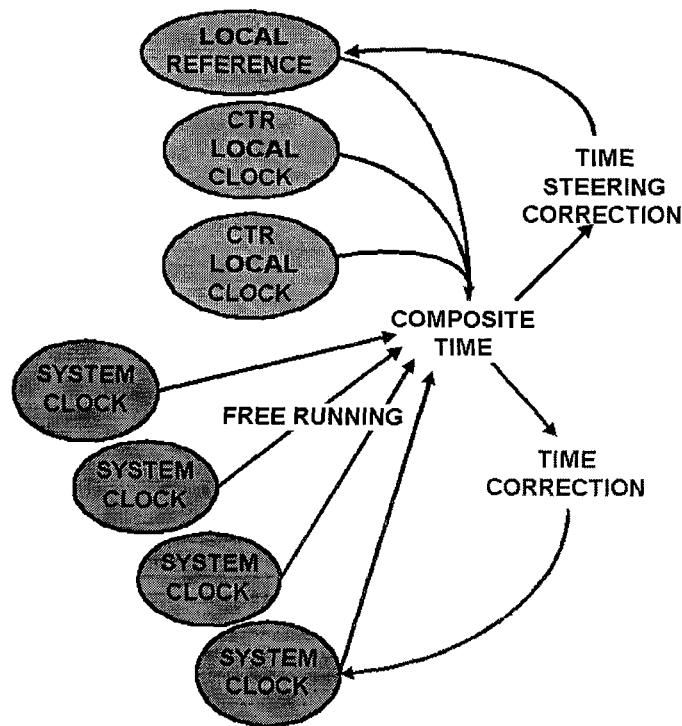 LOCAL
REFERENCE
CTR
LOCAL
CLOCK
CTR
LOCAL
CLOCK
TIME
STEERING
CORRECTION
COMPOSITE
TIME
SYSTEM
CLOCK
FREE RUNNING
SYSTEM
CLOCK
TIME
CORRECTION
SYSTEM
CLOCK
SYSTEM
CLOCK